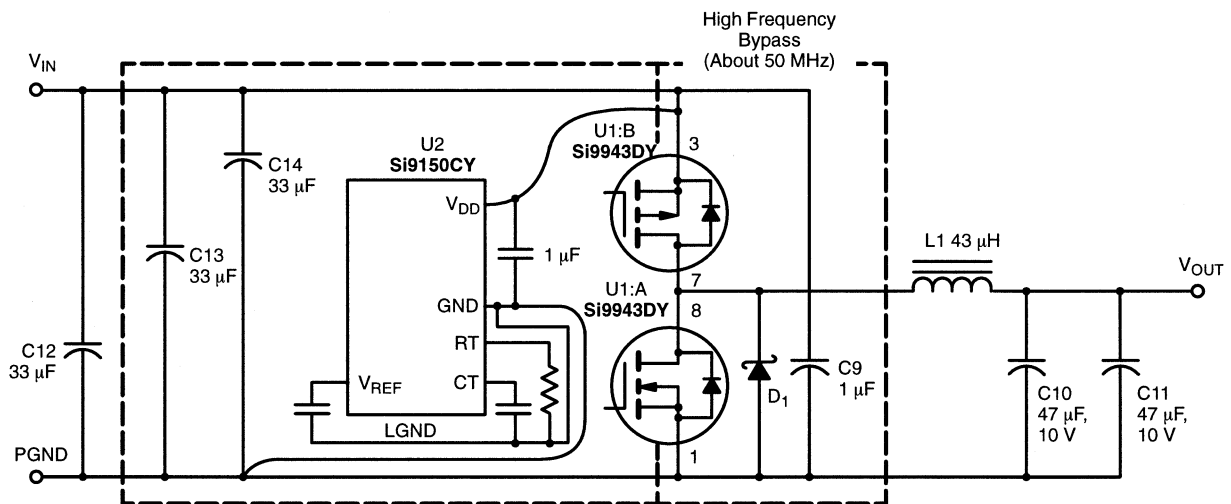 High Frequency
Bypass
(About 50 MHz)
V_IN
U1:B
Si9943DY
3
U2
Si9150CY
C14
33 µF
V_DD
1 µF
C13
33 µF
L1 43 µH
7
V_OUT
U1:A
Si9943DY
8
GND
RT
C12
33 µF
V_REF
CT
D_1
C9
1 µF
C10
47 µF,
10 V
C11
47 µF,
10 V
LGND
PGND
1